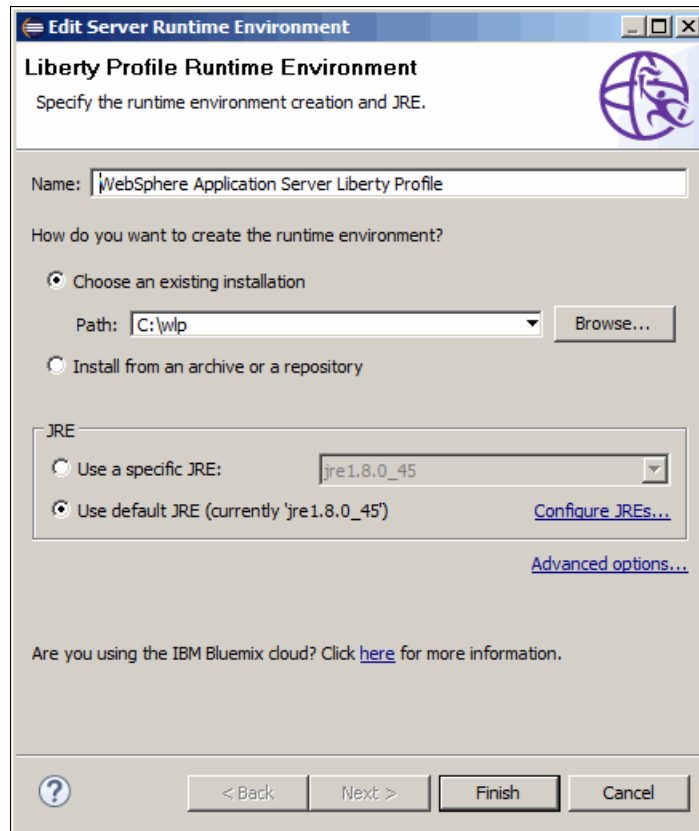 Edit Server Runtime Environment
Liberty Profile Runtime Environment
Specify the runtime environment creation and JRE.
Name: WebSphere Application Server Liberty Profile
How do you want to create the runtime environment?
Choose an existing installation
Path: C:\wlp Browse...
Install from an archive or a repository
JRE
Use a specific JRE: jre1.8.0_45
Use default JRE (currently 'jre1.8.0_45') Configure JREs...
Advanced options...
Are you using the IBM Bluemix cloud? Click here for more information.
? < Back Next > Finish Cancel